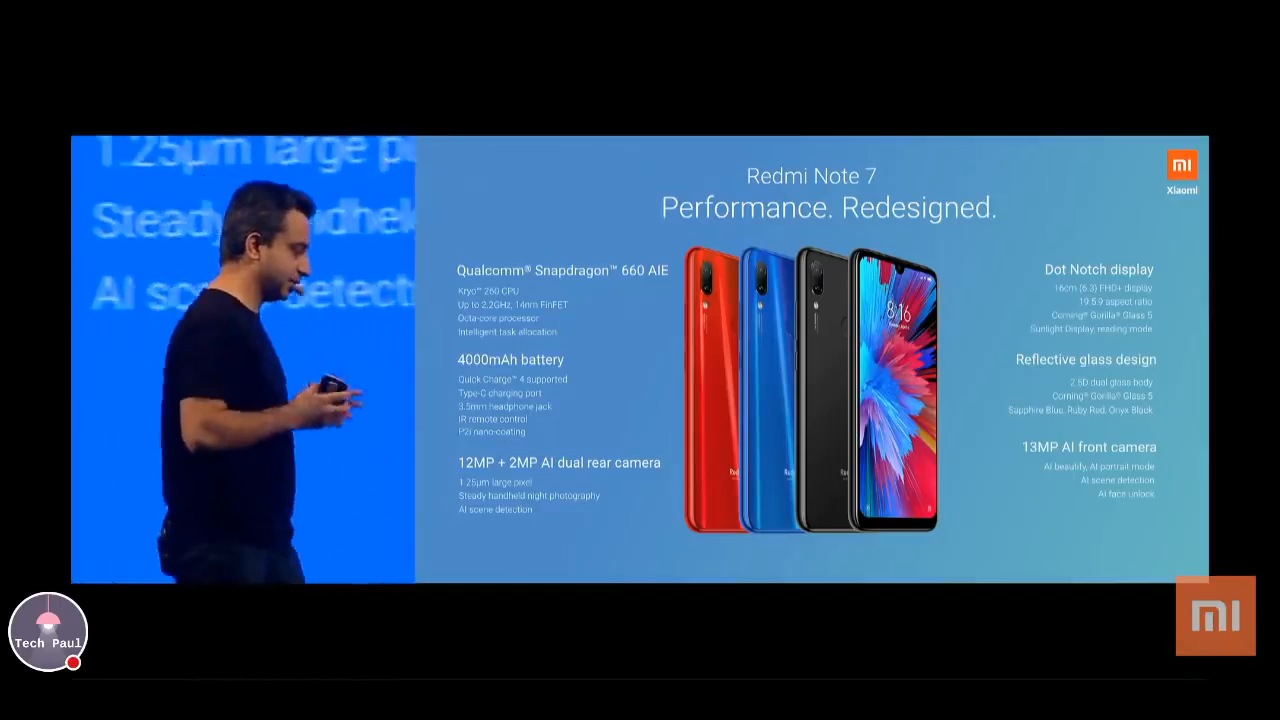 1.25µm large
Steady
AI
Redmi Note 7
Performance. Redesigned.
Qualcomm® Snapdragon™ 660 AIE
Kryo™ 260 CPU
Up to 2.2GHz, 14nm FinFET
Octa-core processor
Intelligent task allocation
4000mAh battery
Quick Charge™ 4 supported
Type-C charging port
3.5mm headphone jack
IR remote control
P2i nano-coating
12MP + 2MP AI dual rear camera
1.25µm large pixel
Steady handheld night photography
AI scene detection
8:16
Dot Notch display
16cm (6.3) FHD+ display
19.5:9 aspect ratio
Corning® Gorilla® Glass 5
Sunlight Display, reading mode
Reflective glass design
2.5D dual glass body
Corning® Gorilla® Glass 5
Sapphire Blue, Ruby Red, Onyx Black
13MP AI front camera
AI beautify, AI portrait mode
AI scene detection
AI face unlock
MI
Xiaomi
MI
Tech Paul